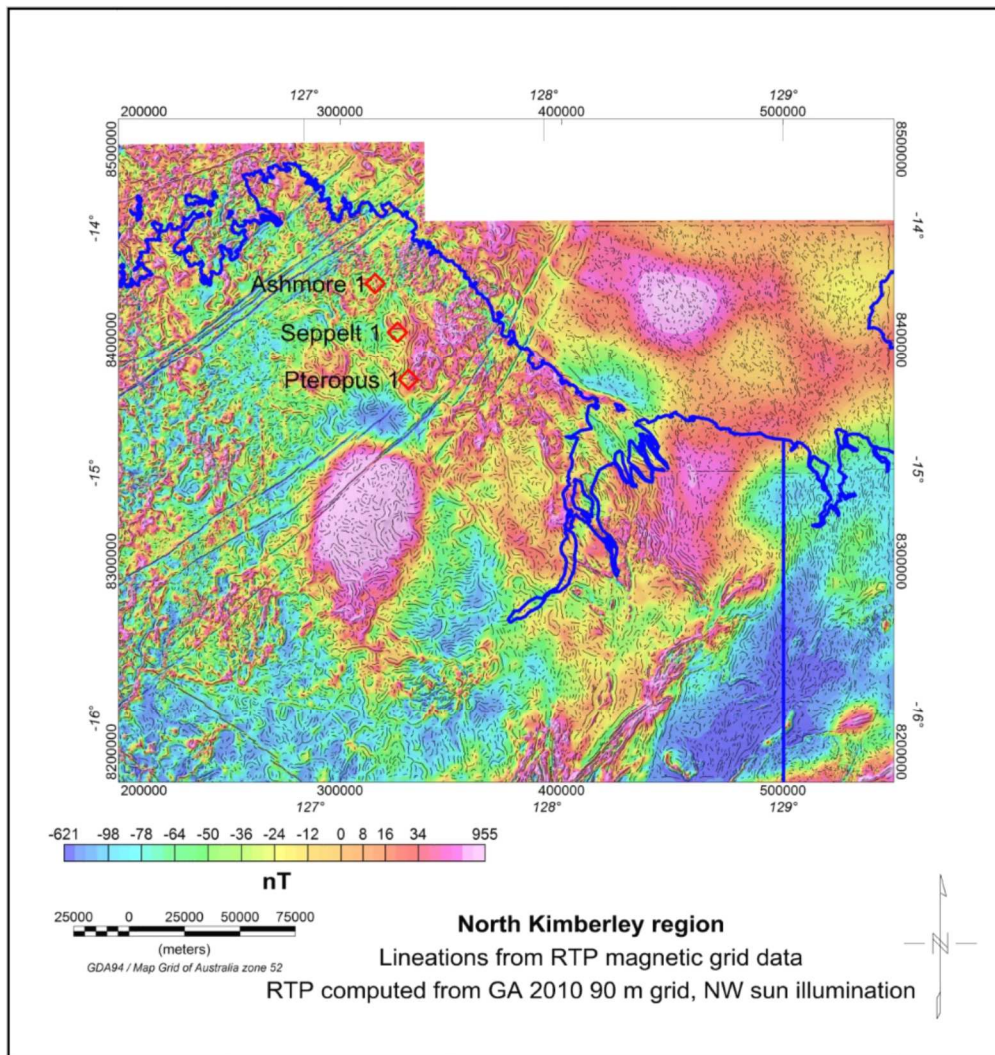 127° 128° 129°
200000 300000 400000 500000
8500000 8500000
-14° -14°
Ashmore 1
Seppelt 1
8400000 8400000
Pteropus 1
-15° -15°
8300000 8300000
-16° -16°
8200000 8200000
200000 300000 400000 500000
127° 128° 129°
-621 -98 -78 -64 -50 -36 -24 -12 0 8 16 34 955
nT
25000 0 25000 50000 75000
(meters)
GDA94 / Map Grid of Australia zone 52
North Kimberley region
Lineations from RTP magnetic grid data
RTP computed from GA 2010 90 m grid, NW sun illumination
N